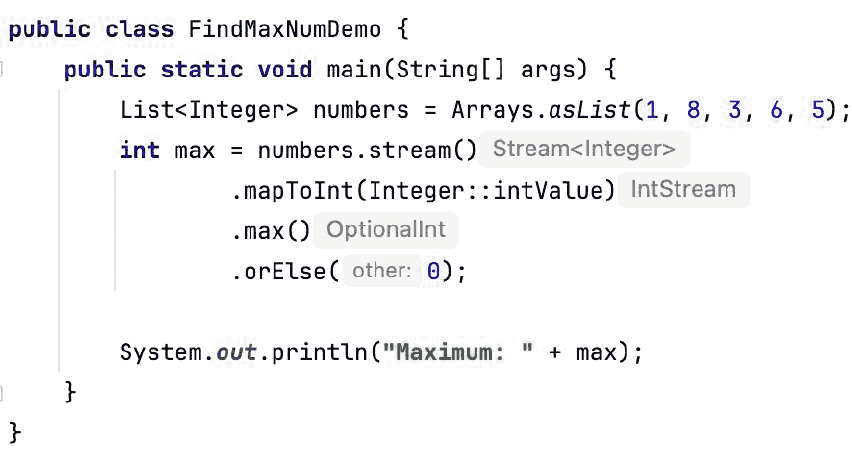 public class FindMaxNumDemo {
public static void main(String[] args) {
List<Integer> numbers = Arrays.asList(1, 8, 3, 6, 5);
int max = numbers.stream() Stream<Integer>
.mapToInt(Integer::intValue) IntStream
.max() OptionalInt
.orElse( other: 0);
System.out.println("Maximum: " + max);
}
}